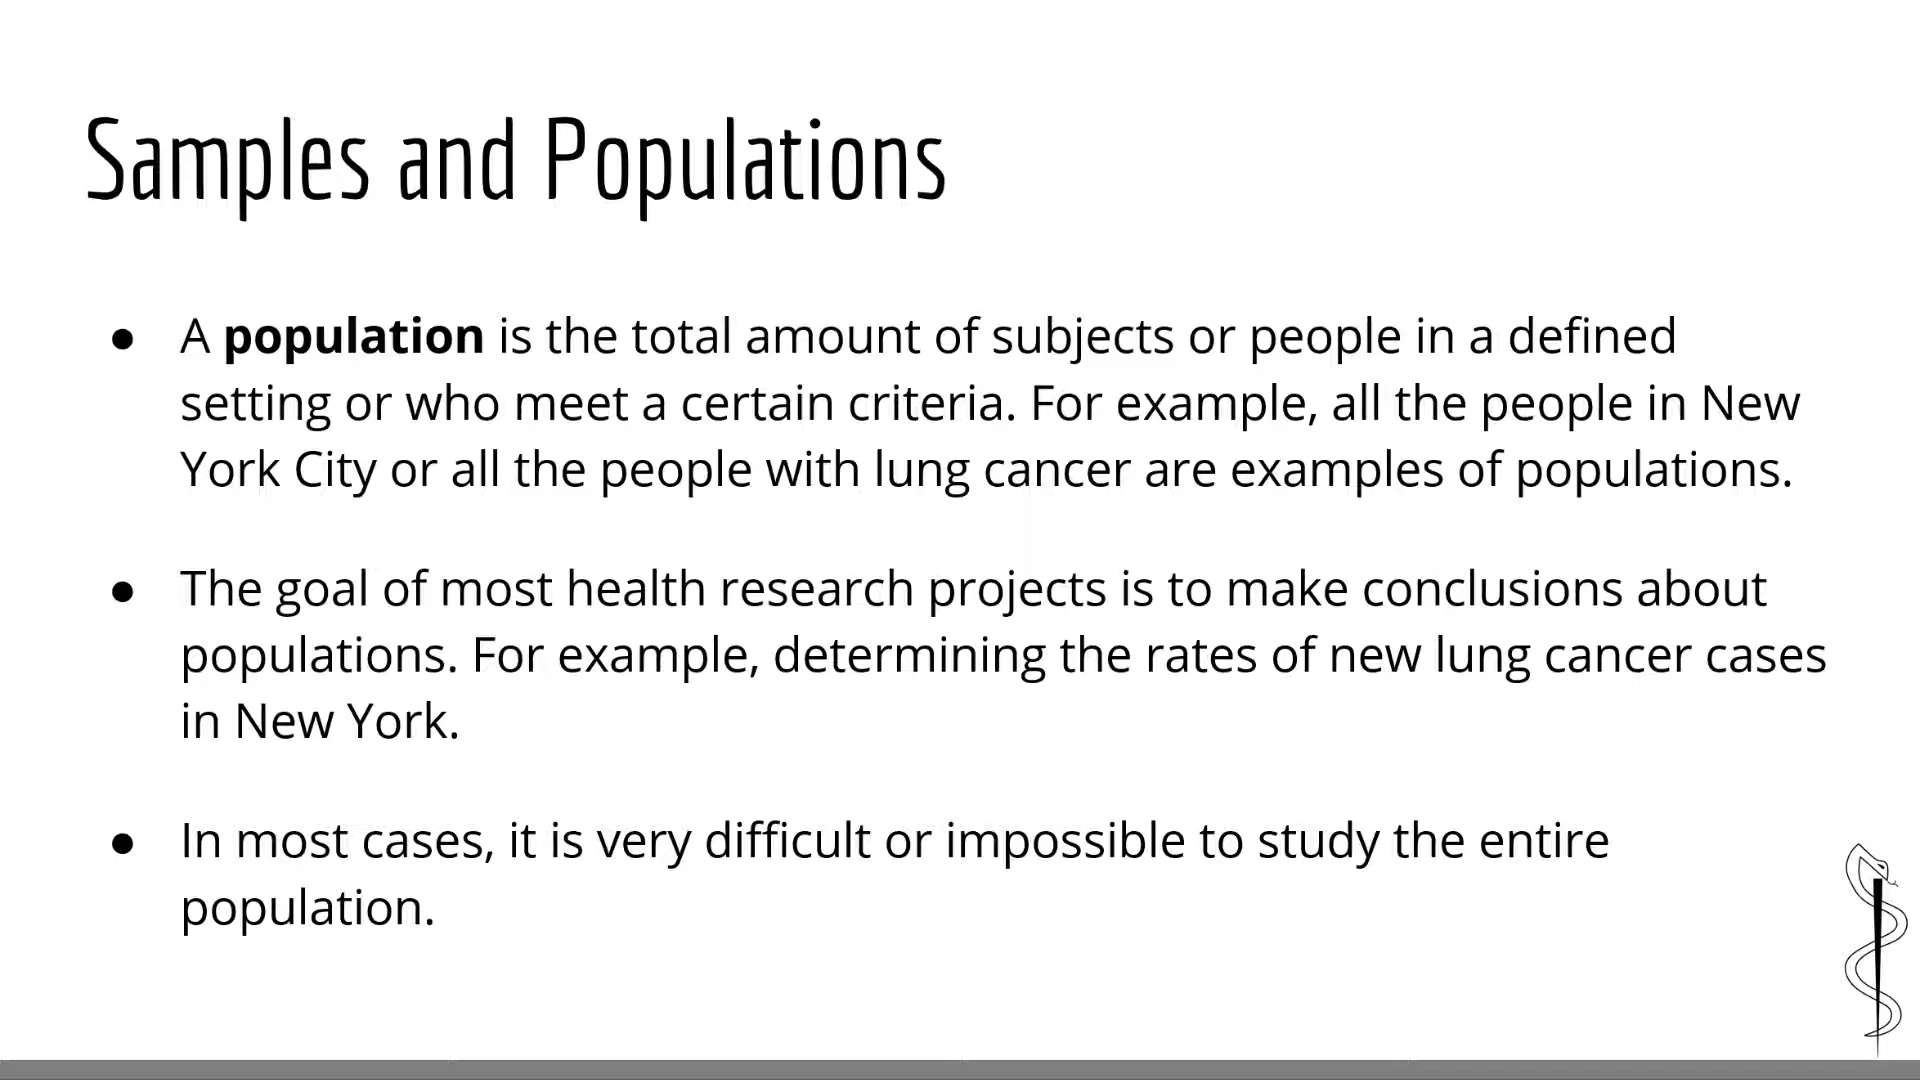 Samples and Populations
● A population is the total amount of subjects or people in a defined
setting or who meet a certain criteria. For example, all the people in New
York City or all the people with lung cancer are examples of populations.
● The goal of most health research projects is to make conclusions about
populations. For example, determining the rates of new lung cancer cases
in New York.
● In most cases, it is very difficult or impossible to study the entire
population.